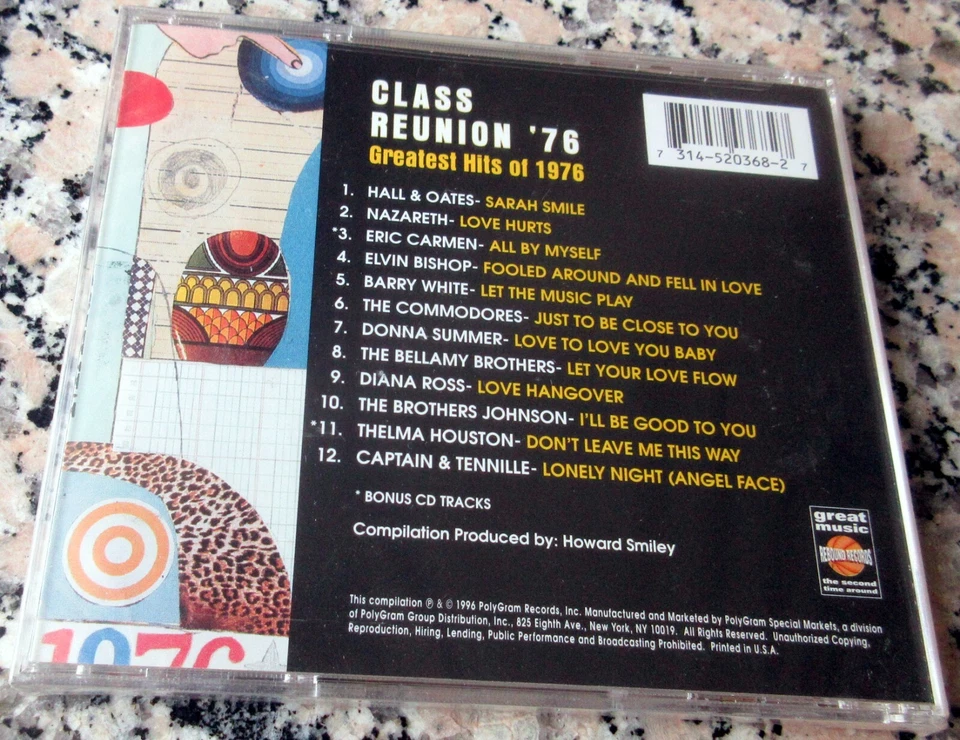 CLASS
REUNION '76
Greatest Hits of 1976
7 314-520368-2 7
1. HALL & OATES- SARAH SMILE
2. NAZARETH- LOVE HURTS
*3. ERIC CARMEN- ALL BY MYSELF
4. ELVIN BISHOP- FOOLED AROUND AND FELL IN LOVE
5. BARRY WHITE- LET THE MUSIC PLAY
6. THE COMMODORES- JUST TO BE CLOSE TO YOU
7. DONNA SUMMER- LOVE TO LOVE YOU BABY
8. THE BELLAMY BROTHERS- LET YOUR LOVE FLOW
9. DIANA ROSS- LOVE HANGOVER
10. THE BROTHERS JOHNSON- I'LL BE GOOD TO YOU
*11. THELMA HOUSTON- DON'T LEAVE ME THIS WAY
12. CAPTAIN & TENNILLE- LONELY NIGHT (ANGEL FACE)
* BONUS CD TRACKS
Compilation Produced by: Howard Smiley
great
music
REBOUND RECORDS
the second
time around
This compilation ℗ & © 1996 PolyGram Records, Inc. Manufactured and Marketed by PolyGram Special Markets, a division
of PolyGram Group Distribution, Inc., 825 Eighth Ave., New York, NY 10019. All Rights Reserved. Unauthorized Copying,
Reproduction, Hiring, Lending, Public Performance and Broadcasting Prohibited. Printed in U.S.A.
1976